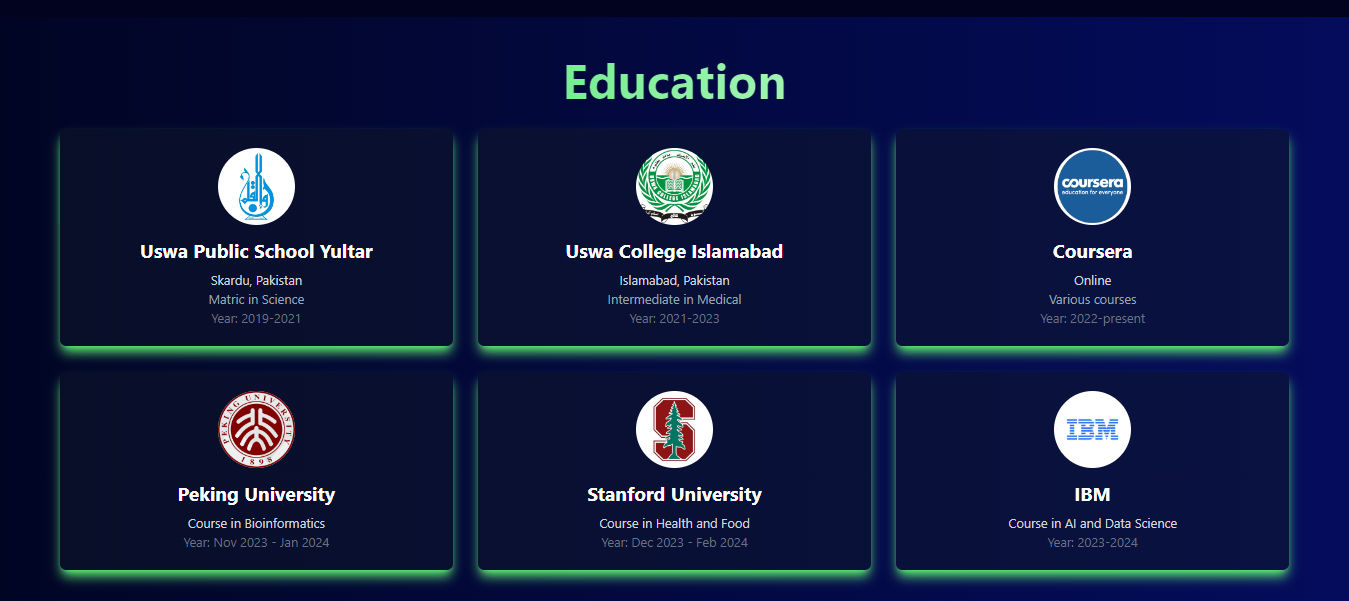 Education
Uswa Public School Yultar
Skardu, Pakistan
Matric in Science
Year: 2019-2021
USWA COLLEGE ISLAMABAD
Uswa College Islamabad
Islamabad, Pakistan
Intermediate in Medical
Year: 2021-2023
coursera
education for everyone
Coursera
Online
Various courses
Year: 2022-present
PEKING UNIVERSITY
1898
Peking University
Course in Bioinformatics
Year: Nov 2023 - Jan 2024
S
Stanford University
Course in Health and Food
Year: Dec 2023 - Feb 2024
IBM
IBM
Course in AI and Data Science
Year: 2023-2024